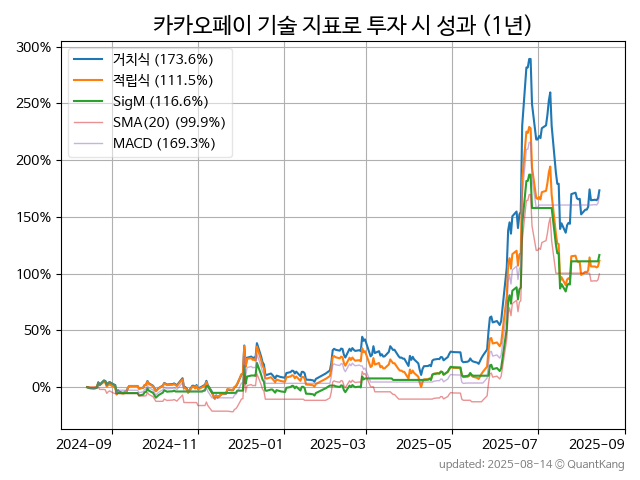 카카오페이 기술 지표로 투자 시 성과 (1년)
300%
250%
200%
150%
100%
50%
0%
거치식 (173.6%)
적립식 (111.5%)
SigM (116.6%)
SMA(20) (99.9%)
MACD (169.3%)
2024-09
2024-11
2025-01
2025-03
2025-05
2025-07
2025-09
updated: 2025-08-14 © QuantKang